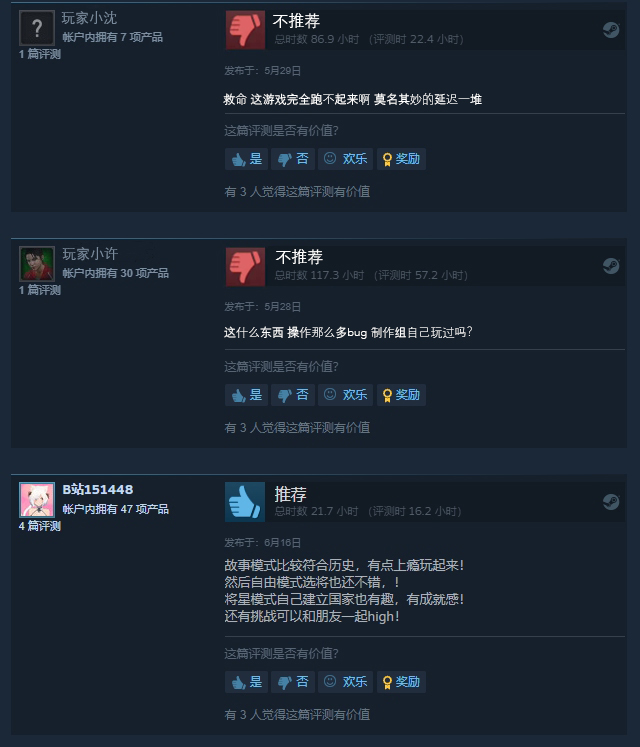 ?
玩家小沈
帐户内拥有 7 项产品
1 篇评测
不推荐
总时数 86.9 小时 （评测时 22.4 小时）
发布于：5月29日
救命 这游戏完全跑不起来啊 莫名其妙的延迟一堆
这篇评测是否有价值?
是 否 欢乐 奖励
有 3 人觉得这篇评测有价值
玩家小许
帐户内拥有 30 项产品
1 篇评测
不推荐
总时数 117.3 小时 （评测时 57.2 小时）
发布于：5月28日
这什么东西 操作那么多bug 制作组自己玩过吗?
这篇评测是否有价值?
是 否 欢乐 奖励
有 3 人觉得这篇评测有价值
B站151448
帐户内拥有 47 项产品
4 篇评测
推荐
总时数 21.7 小时 （评测时 16.2 小时）
发布于：6月16日
故事模式比较符合历史，有点上瘾玩起来!
然后自由模式选将也还不错，!
将星模式自己建立国家也有趣，有成就感!
还有挑战可以和朋友一起high!
这篇评测是否有价值?
是 否 欢乐 奖励
有 3 人觉得这篇评测有价值